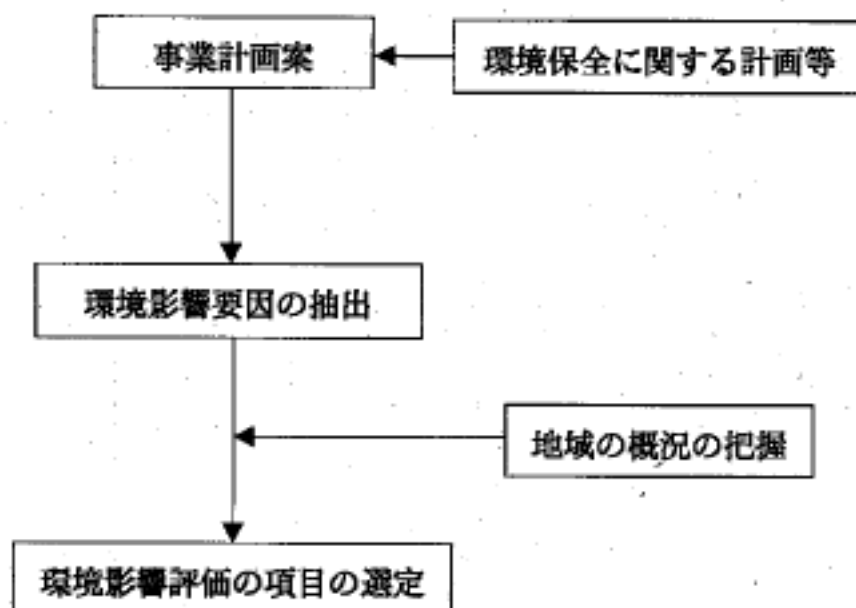 事業計画案
環境保全に関する計画等
環境影響要因の抽出
地域の概況の把握
環境影響評価の項目の選定